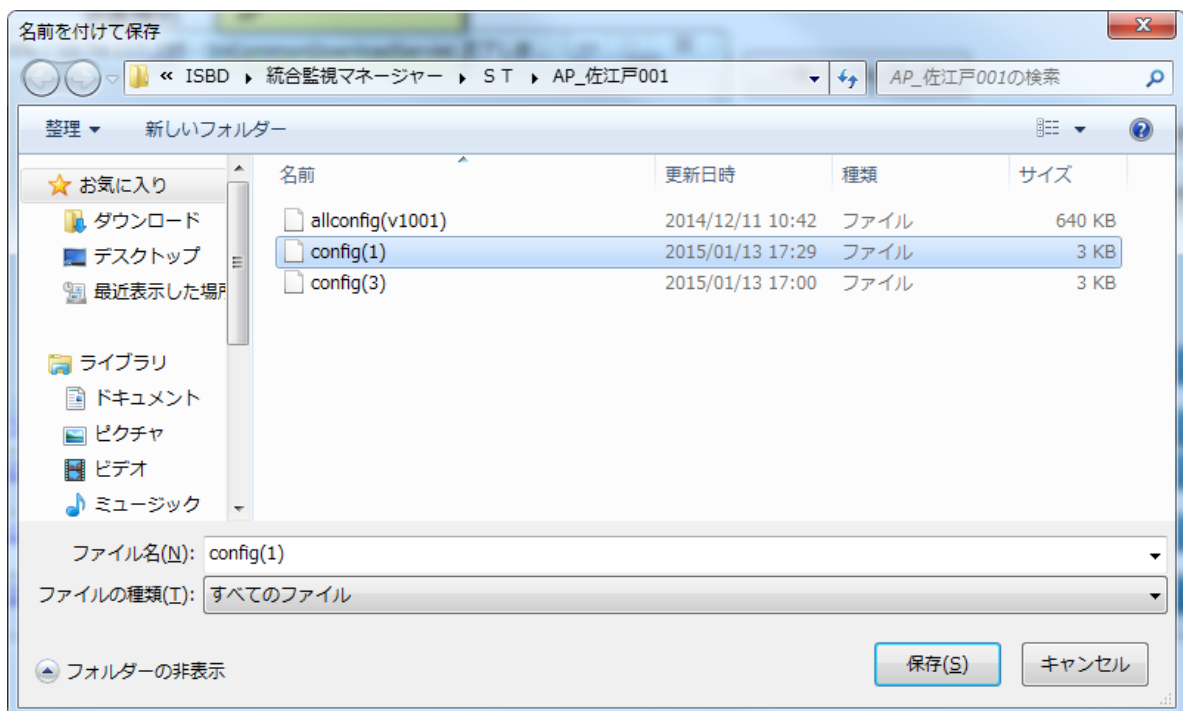 名前を付けて保存
« ISBD ▸ 統合監視マネージャー ▸ ST ▸ AP_佐江戸001
AP_佐江戸001の検索
整理 ▼ 新しいフォルダー
お気に入り
ダウンロード
デスクトップ
最近表示した場所
ライブラリ
ドキュメント
ピクチャ
ビデオ
ミュージック
名前 更新日時 種類 サイズ
allconfig(v1001) 2014/12/11 10:42 ファイル 640 KB
config(1) 2015/01/13 17:29 ファイル 3 KB
config(3) 2015/01/13 17:00 ファイル 3 KB
ファイル名(N): config(1)
ファイルの種類(T): すべてのファイル
フォルダーの非表示
保存(S) キャンセル